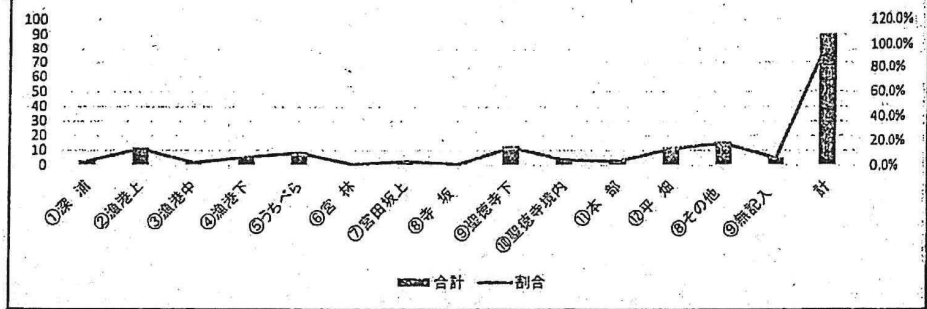 100
90
80
70
60
50
40
30
20
10
0
120.0%
100.0%
80.0%
60.0%
40.0%
20.0%
0.0%
①深 浦
②漁港上
③漁港中
④漁港下
⑤うちべら
⑥宮 林
⑦宮田坂上
⑧寺 坂
⑨聖徳寺下
⑩聖徳寺境内
⑪本 部
⑫平 畑
⑧その他
⑨無記入
計
合計 割合